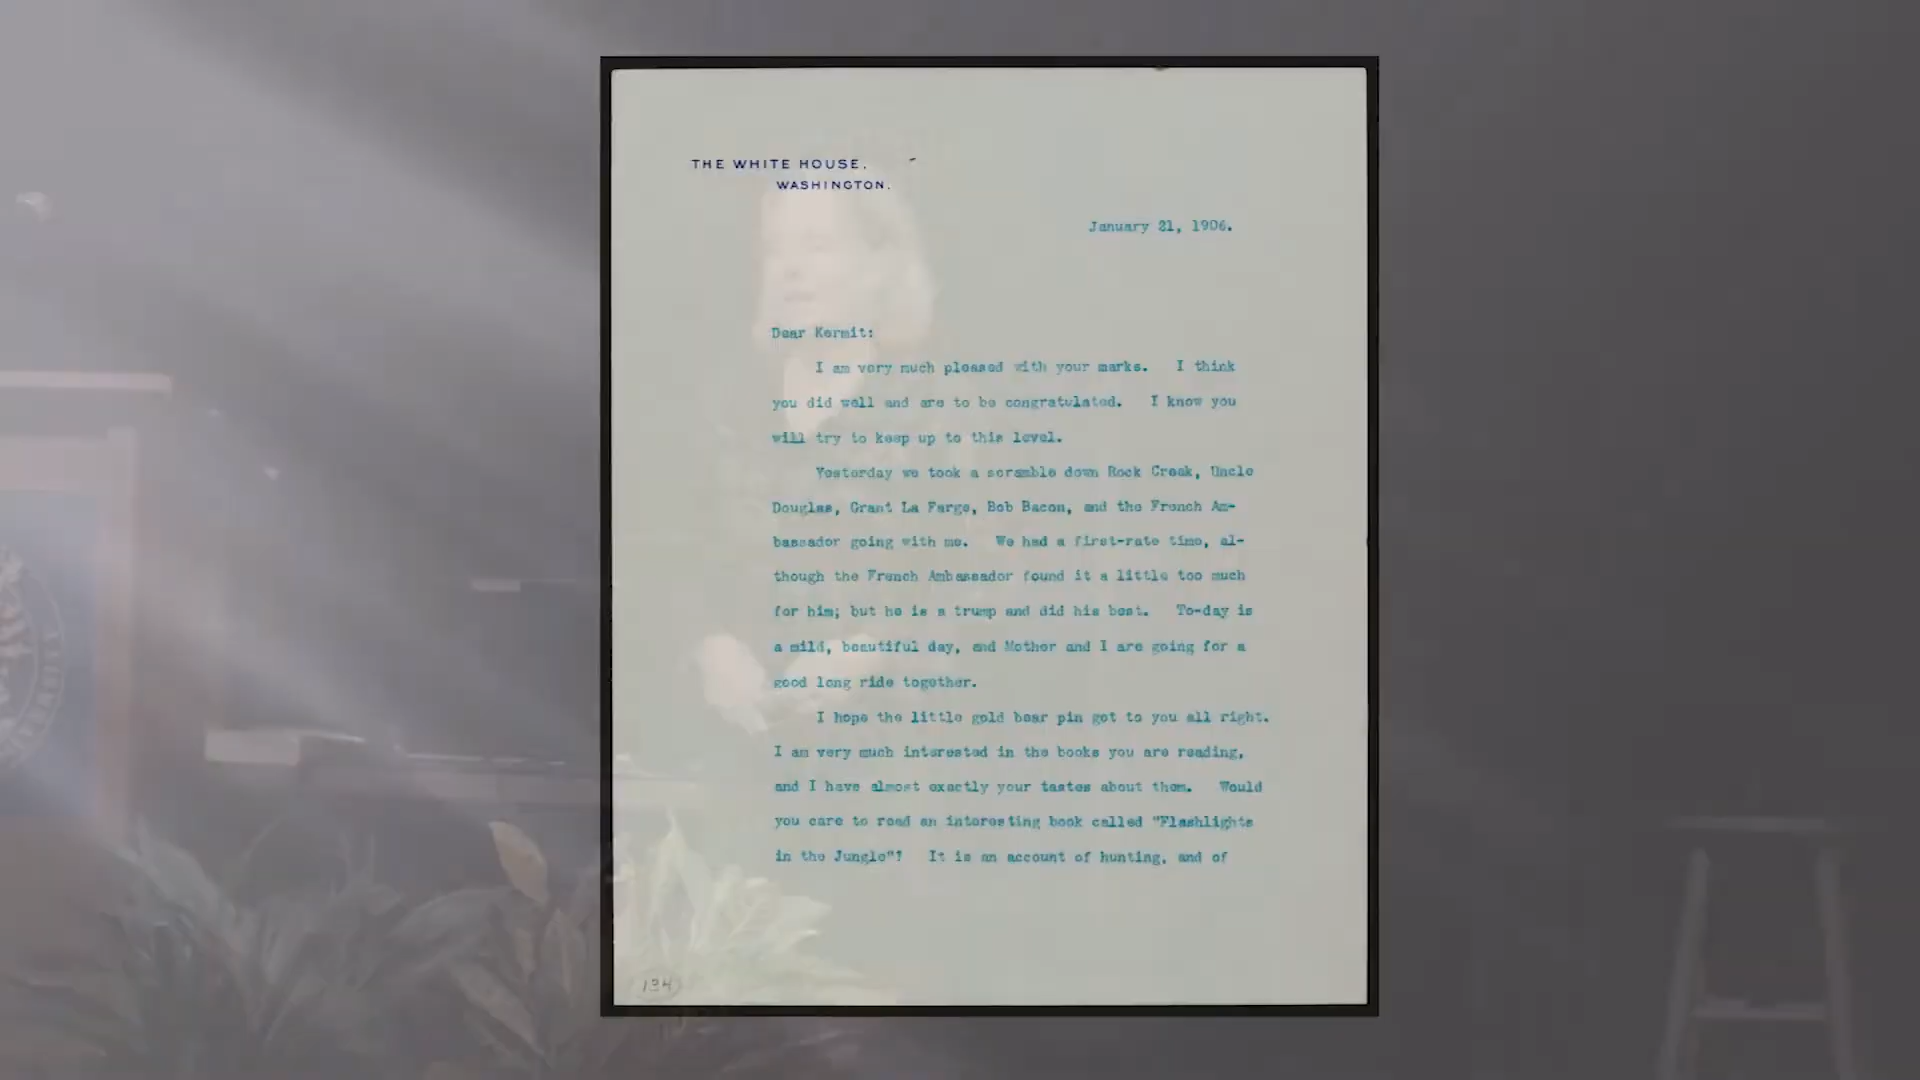 THE WHITE HOUSE.
WASHINGTON.
January 21, 1906.
Dear Kermit:
I am very much pleased with your marks. I think
you did well and are to be congratulated. I know you
will try to keep up to this level.
Yesterday we took a scramble down Rock Creek, Uncle
Douglas, Grant La Farge, Bob Bacon, and the French Am-
bassador going with me. We had a first-rate time, al-
though the French Ambassador found it a little too much
for him; but he is a trump and did his best. To-day is
a mild, beautiful day, and Mother and I are going for a
good long ride together.
I hope the little gold bear pin got to you all right.
I am very much interested in the books you are reading,
and I have almost exactly your tastes about them. Would
you care to read an interesting book called "Flashlights
in the Jungle"? It is an account of hunting, and of
134